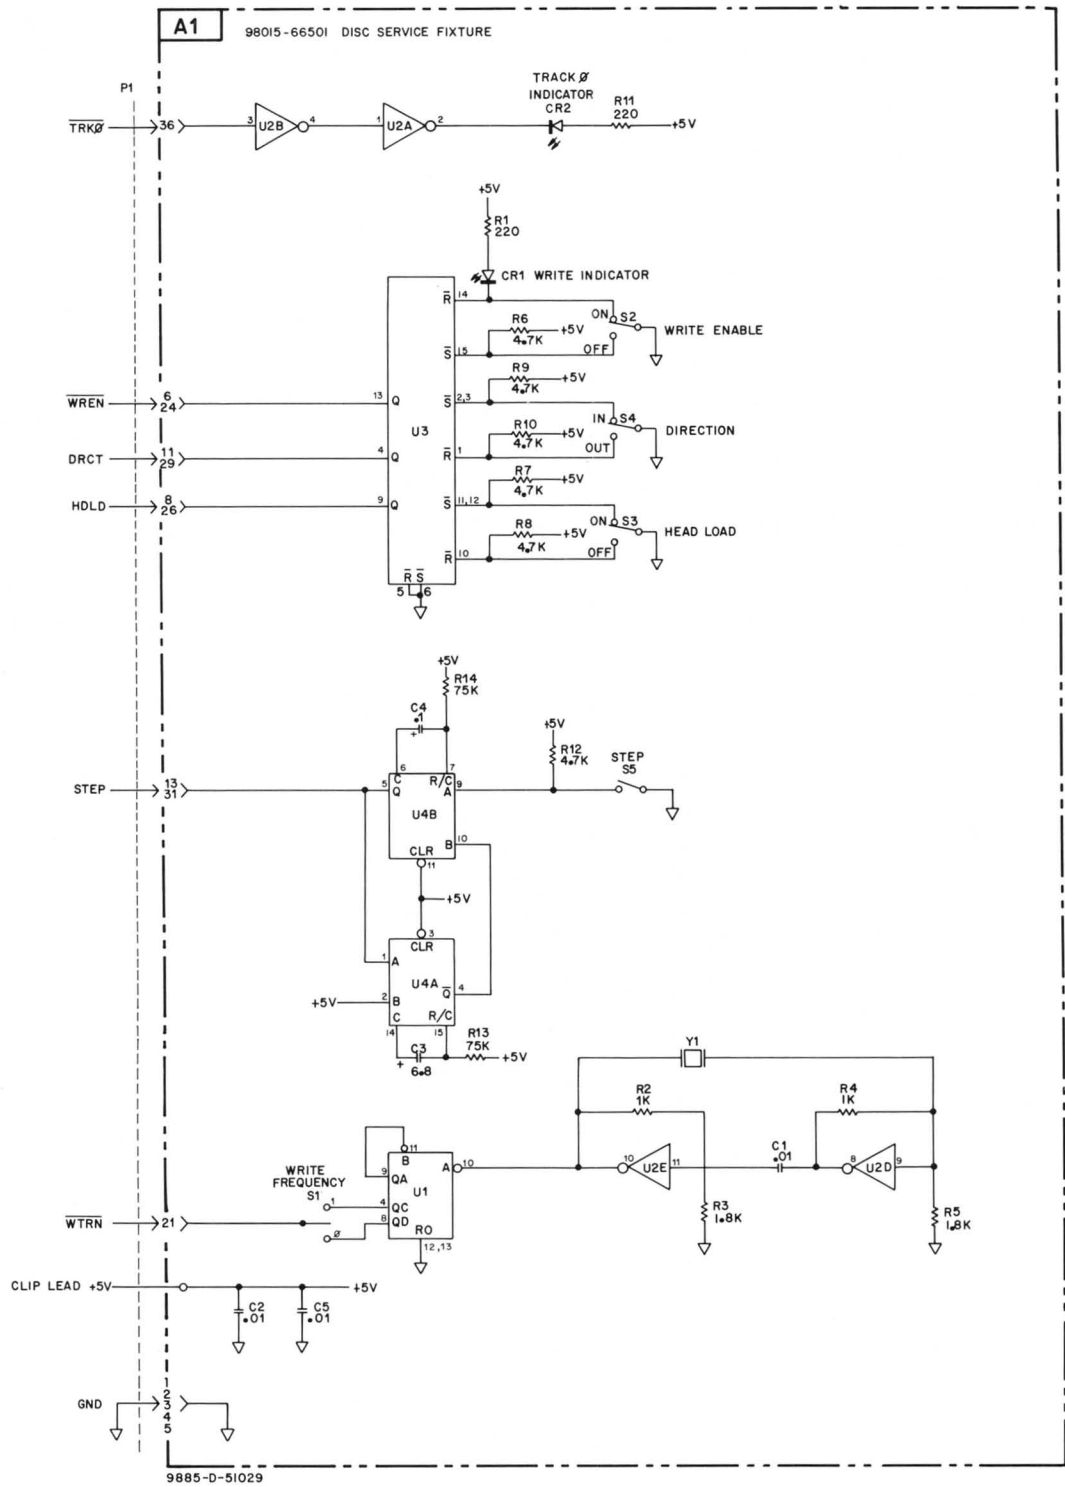 A1
98015-66501 DISC SERVICE FIXTURE
P1
TRKØ
36
3
U2B
4
1
U2A
2
TRACK Ø
INDICATOR
CR2
R11
220
+5V
+5V
R1
220
CR1 WRITE INDICATOR
R̅ 14
R6
4.7K
+5V
ON
S2
WRITE ENABLE
OFF
S̅ 15
R9
4.7K
+5V
WREN
6
24
13
Q
S̅ 2,3
U3
R10
4.7K
+5V
IN
S4
DIRECTION
OUT
DRCT
11
29
4
Q
R̅ 1
R7
4.7K
+5V
HDLD
8
26
9
Q
S̅ 11,12
R8
4.7K
+5V
ON
S3
HEAD LOAD
OFF
R̅ 10
R̅ S̅
5 6
+5V
R14
75K
C4
.1
+
+5V
R12
4.7K
STEP
S5
6
C
R/C
7
STEP
13
31
5
Q
A
9
U4B
B
10
CLR
11
+5V
3
CLR
1
A
U4A
Q̅
4
+5V
2
B
C
R/C
14
15
R13
75K
+5V
+
C3
6.8
Y1
R2
1K
R4
1K
11
B
9
QA
A
10
10
U2E
11
C1
.01
8
U2D
9
WRITE
FREQUENCY
S1
1
4
QC
U1
R3
1.8K
R5
1.8K
WTRN
21
Ø
8
QD
RO
12,13
CLIP LEAD +5V
+5V
C2
.01
C5
.01
GND
2
3
4
5
9885-D-51029